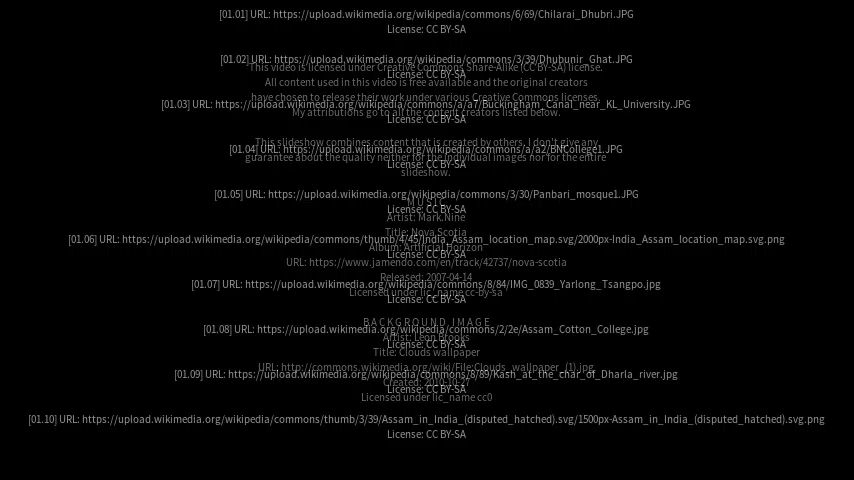 [01.01] URL: https://upload.wikimedia.org/wikipedia/commons/6/69/Chilarai_Dhubri.JPG
License: CC BY-SA
[01.02] URL: https://upload.wikimedia.org/wikipedia/commons/3/39/Dhubunir_Ghat.JPG
This video is licensed under Creative Commons Share-Alike (CC BY-SA) license.
License: CC BY-SA
All content used in this video is free available and the original creators
have chosen to release their work under various Creative Commons licenses.
[01.03] URL: https://upload.wikimedia.org/wikipedia/commons/a/a7/Buckingham_Canal_near_KL_University.JPG
My attributions go to all the content creators listed below.
License: CC BY-SA
This slideshow combines content that is created by others. I don't give any
[01.04] URL: https://upload.wikimedia.org/wikipedia/commons/a/a2/BNCollege1.JPG
guarantee about the quality neither for the individual images nor for the entire
License: CC BY-SA
slideshow.
[01.05] URL: https://upload.wikimedia.org/wikipedia/commons/3/30/Panbari_mosque1.JPG
M U S I C
License: CC BY-SA
Artist: Mark.Nine
Title: Nova Scotia
[01.06] URL: https://upload.wikimedia.org/wikipedia/commons/thumb/4/45/India_Assam_location_map.svg/2000px-India_Assam_location_map.svg.png
Album: Artificial Horizon
License: CC BY-SA
URL: https://www.jamendo.com/en/track/42737/nova-scotia
Released: 2007-04-14
[01.07] URL: https://upload.wikimedia.org/wikipedia/commons/8/84/IMG_0839_Yarlong_Tsangpo.jpg
Licensed under lic_name cc-by-sa
License: CC BY-SA
B A C K G R O U N D  I M A G E
[01.08] URL: https://upload.wikimedia.org/wikipedia/commons/2/2e/Assam_Cotton_College.jpg
Artist: Leon Brooks
License: CC BY-SA
Title: Clouds wallpaper
URL: http://commons.wikimedia.org/wiki/File:Clouds_wallpaper_(1).jpg
[01.09] URL: https://upload.wikimedia.org/wikipedia/commons/8/89/Kash_at_the_char_of_Dharla_river.jpg
Created: 2010-10-27
License: CC BY-SA
Licensed under lic_name cc0
[01.10] URL: https://upload.wikimedia.org/wikipedia/commons/thumb/3/39/Assam_in_India_(disputed_hatched).svg/1500px-Assam_in_India_(disputed_hatched).svg.png
License: CC BY-SA